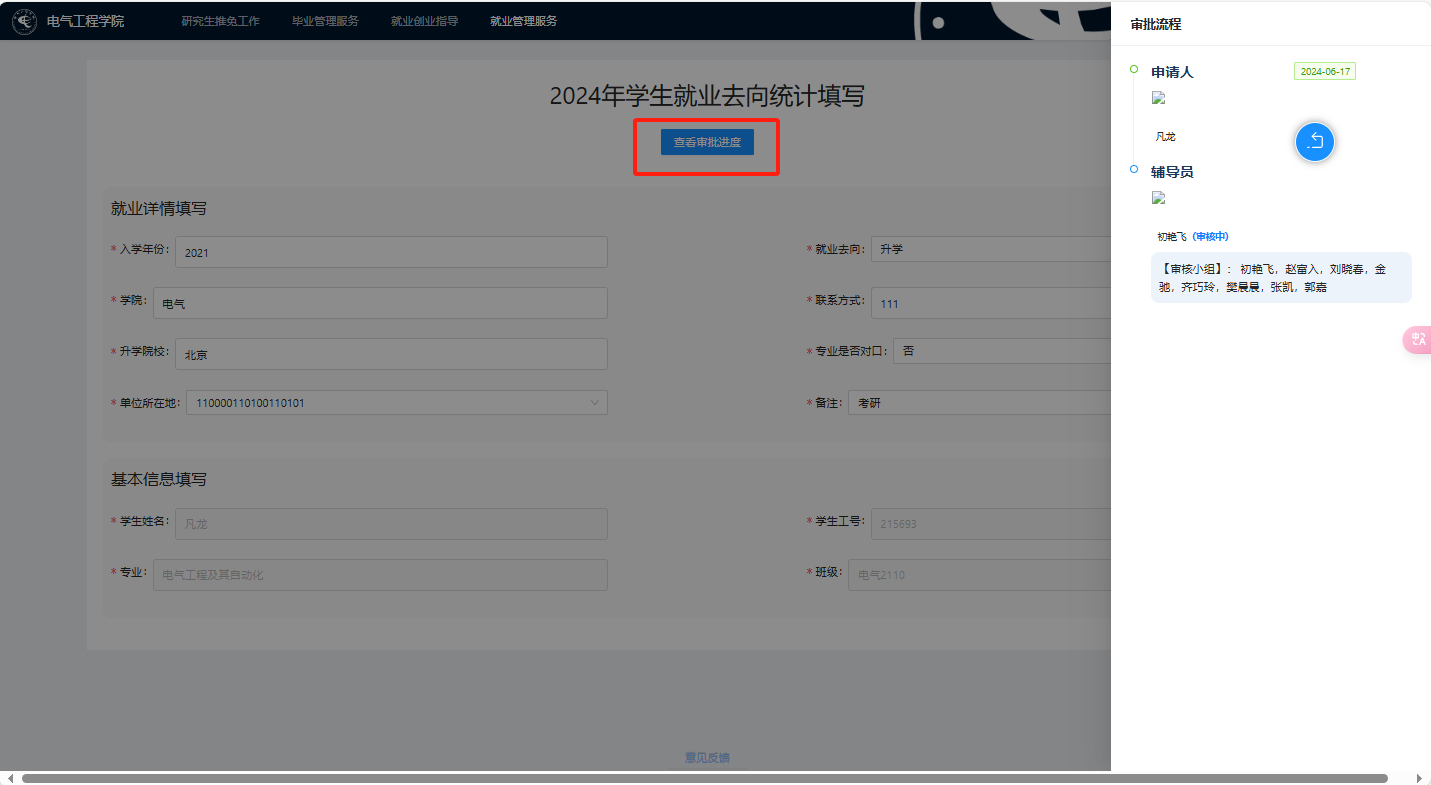 电气工程学院 研究生推免工作 毕业管理服务 就业创业指导 就业管理服务
2024年学生就业去向统计填写
查看审批进度
就业详情填写
* 入学年份: 2021
* 就业去向: 升学
* 学院: 电气
* 联系方式: 111
* 升学院校: 北京
* 专业是否对口: 否
* 单位所在地: 110000110100110101
* 备注: 考研
基本信息填写
* 学生姓名: 凡龙
* 学生工号: 215693
* 专业: 电气工程及其自动化
* 班级: 电气2110
意见反馈
审批流程
申请人 2024-06-17
凡龙
辅导员
初艳飞 (审核中)
【审核小组】: 初艳飞, 赵富入, 刘晓春, 金
驰, 齐巧玲, 樊晨晨, 张凯, 郭嘉